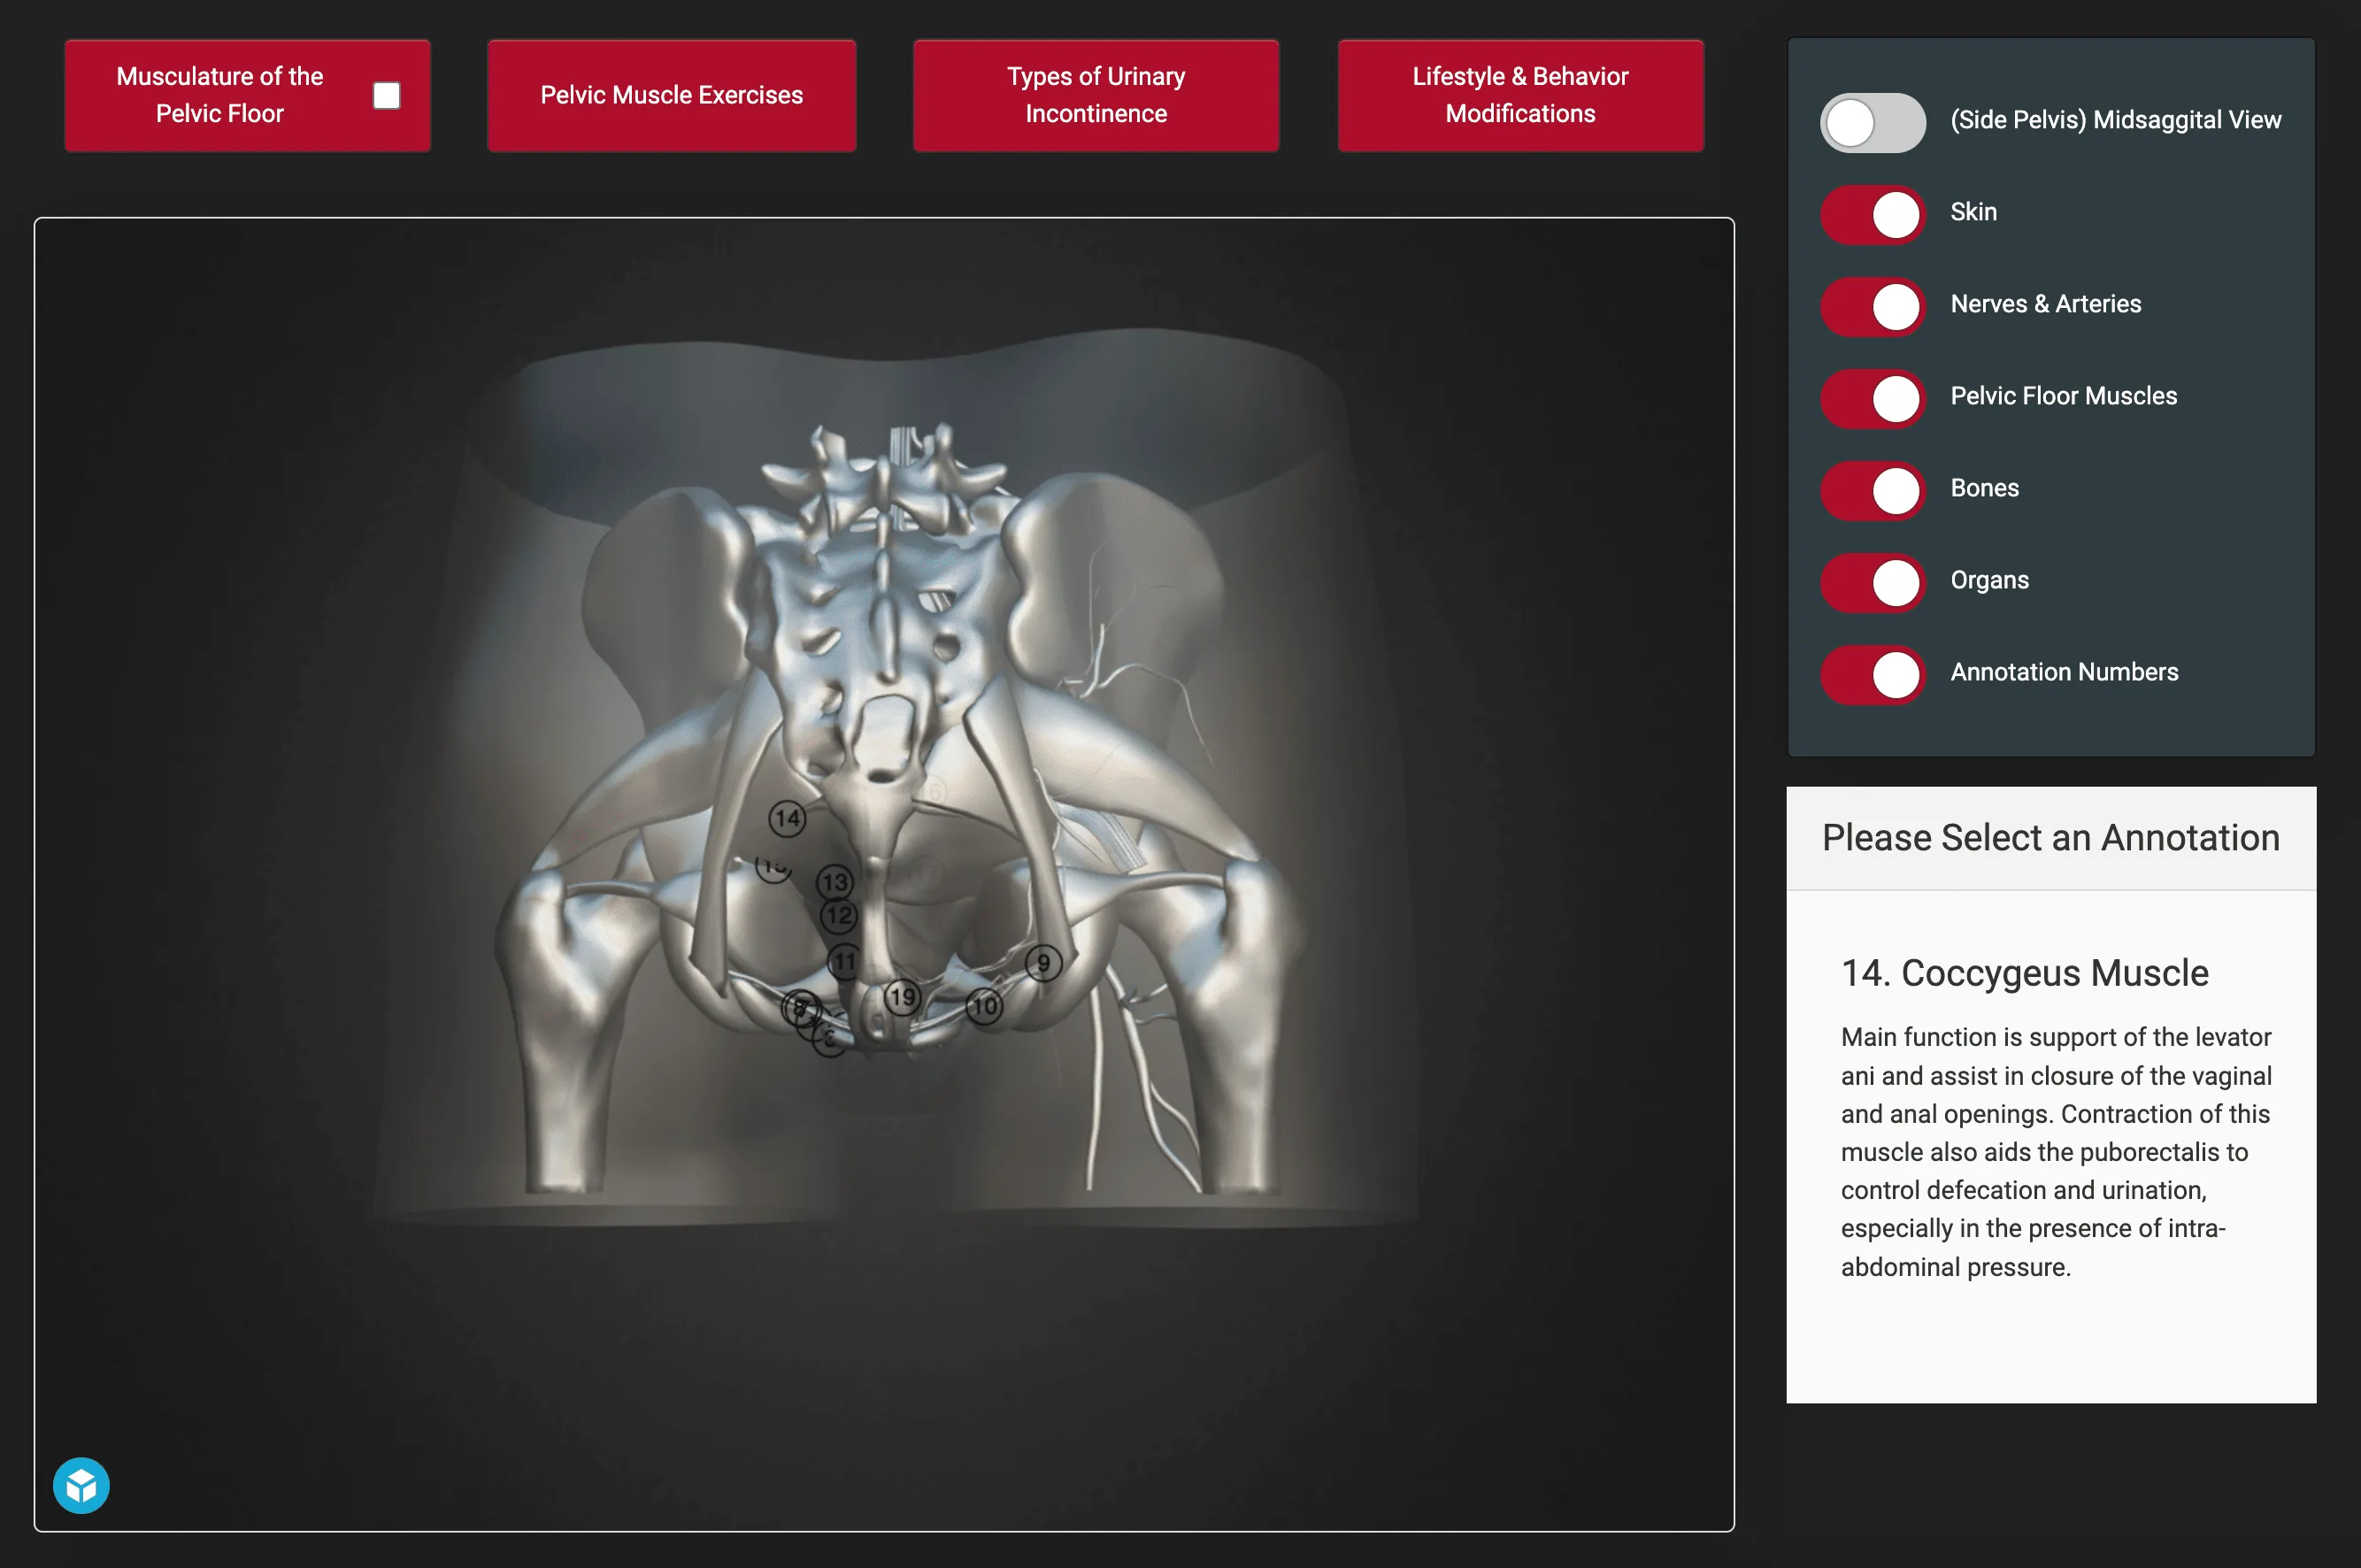 Musculature of the
Pelvic Floor
Pelvic Muscle Exercises
Types of Urinary
Incontinence
Lifestyle & Behavior
Modifications
(Side Pelvis) Midsaggital View
Skin
Nerves & Arteries
Pelvic Floor Muscles
Bones
Organs
Annotation Numbers
6
14
13
12
11
9
19
10
Please Select an Annotation
14. Coccygeus Muscle
Main function is support of the levator
ani and assist in closure of the vaginal
and anal openings. Contraction of this
muscle also aids the puborectalis to
control defecation and urination,
especially in the presence of intra-
abdominal pressure.